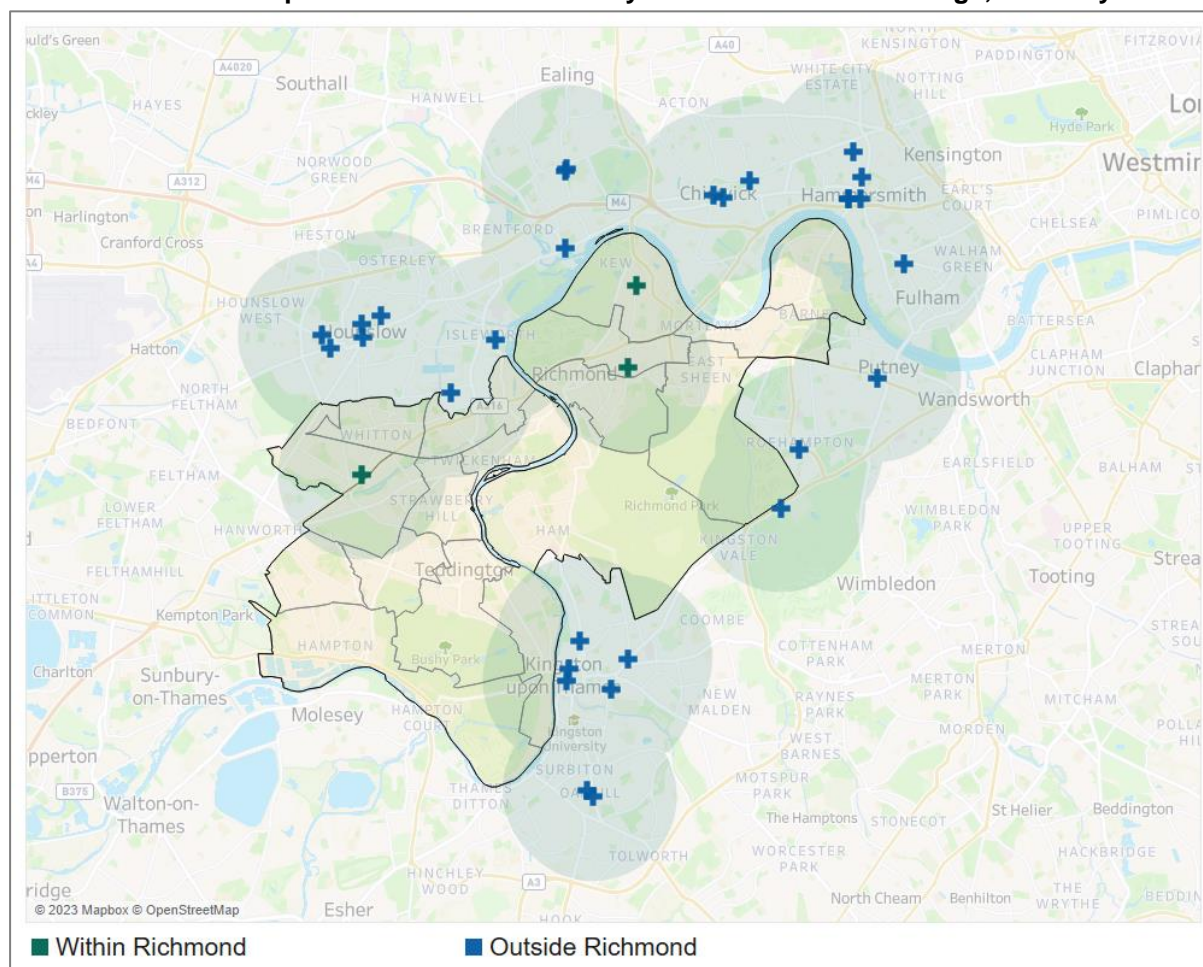 ould's Green
A40
KENSINGTON
PADDINGTON
FITZROVIA
A4020
Ealing
WHITE CITY
ESTATE
NOTTING
HILL
Southall
HANWELL
ACTON
HAYES
Hyde Park
NORWOOD
GREEN
Kensington
Westmin
M4
A312
Chiswick
Hammersmith
EARL'S
COURT
Harlington
M4
CHELSEA
PIMLICO
HESTON
BRENTFORD
Cranford Cross
OSTERLEY
KEW
WALHAM
GREEN
A4
HOUNSLOW
WEST
Fulham
BATTERSEA
Hounslow
ISLEWORTH
MORTLAKE
BARNES
Hatton
CLAPHAM
JUNCTION
Richmond
EAST
SHEEN
Putney
Clapham
NORTH
FELTHAM
Wandsworth
A316
BEDFONT
WHITTON
ROEHAMPTON
TWICKENHAM
EARLSFIELD
BALHAM
FELTHAM
STRAWBERRY
HILL
Richmond Park
LOWER
FELTHAM
HANWORTH
HAM
WIMBLEDON
PARK
UPPER
TOOTING
KINGSTON
VALE
FELTHAMHILL
Teddington
Wimbledon
Tooting
Strea
LITTLETON
COMMON
Kempton Park
COOMBE
HAMPTON
Bushy Park
COTTENHAM
PARK
MERTON
Charlton
Kingston
upon Thames
Sunbury-
on-Thames
MERTON
PARK
MITCHAM
NEW
MALDEN
RAYNES
PARK
Molesey
HAMPTON
COURT
Kingston
University
WEST
BARNES
MORDEN
SURBITON
B375
THAMES
DITTON
MOTSPUR
PARK
Walton-on-
Thames
St Helier
Beddington
The Hamptons
STONECOT
TOLWORTH
WORCESTER
PARK
HACKBRIDGE
HINCHLEY
WOOD
A3
THE
WRYTHE
Esher
North Cheam
Benhilton
HOOK
© 2023 Mapbox © OpenStreetMap
Within Richmond
Outside Richmond